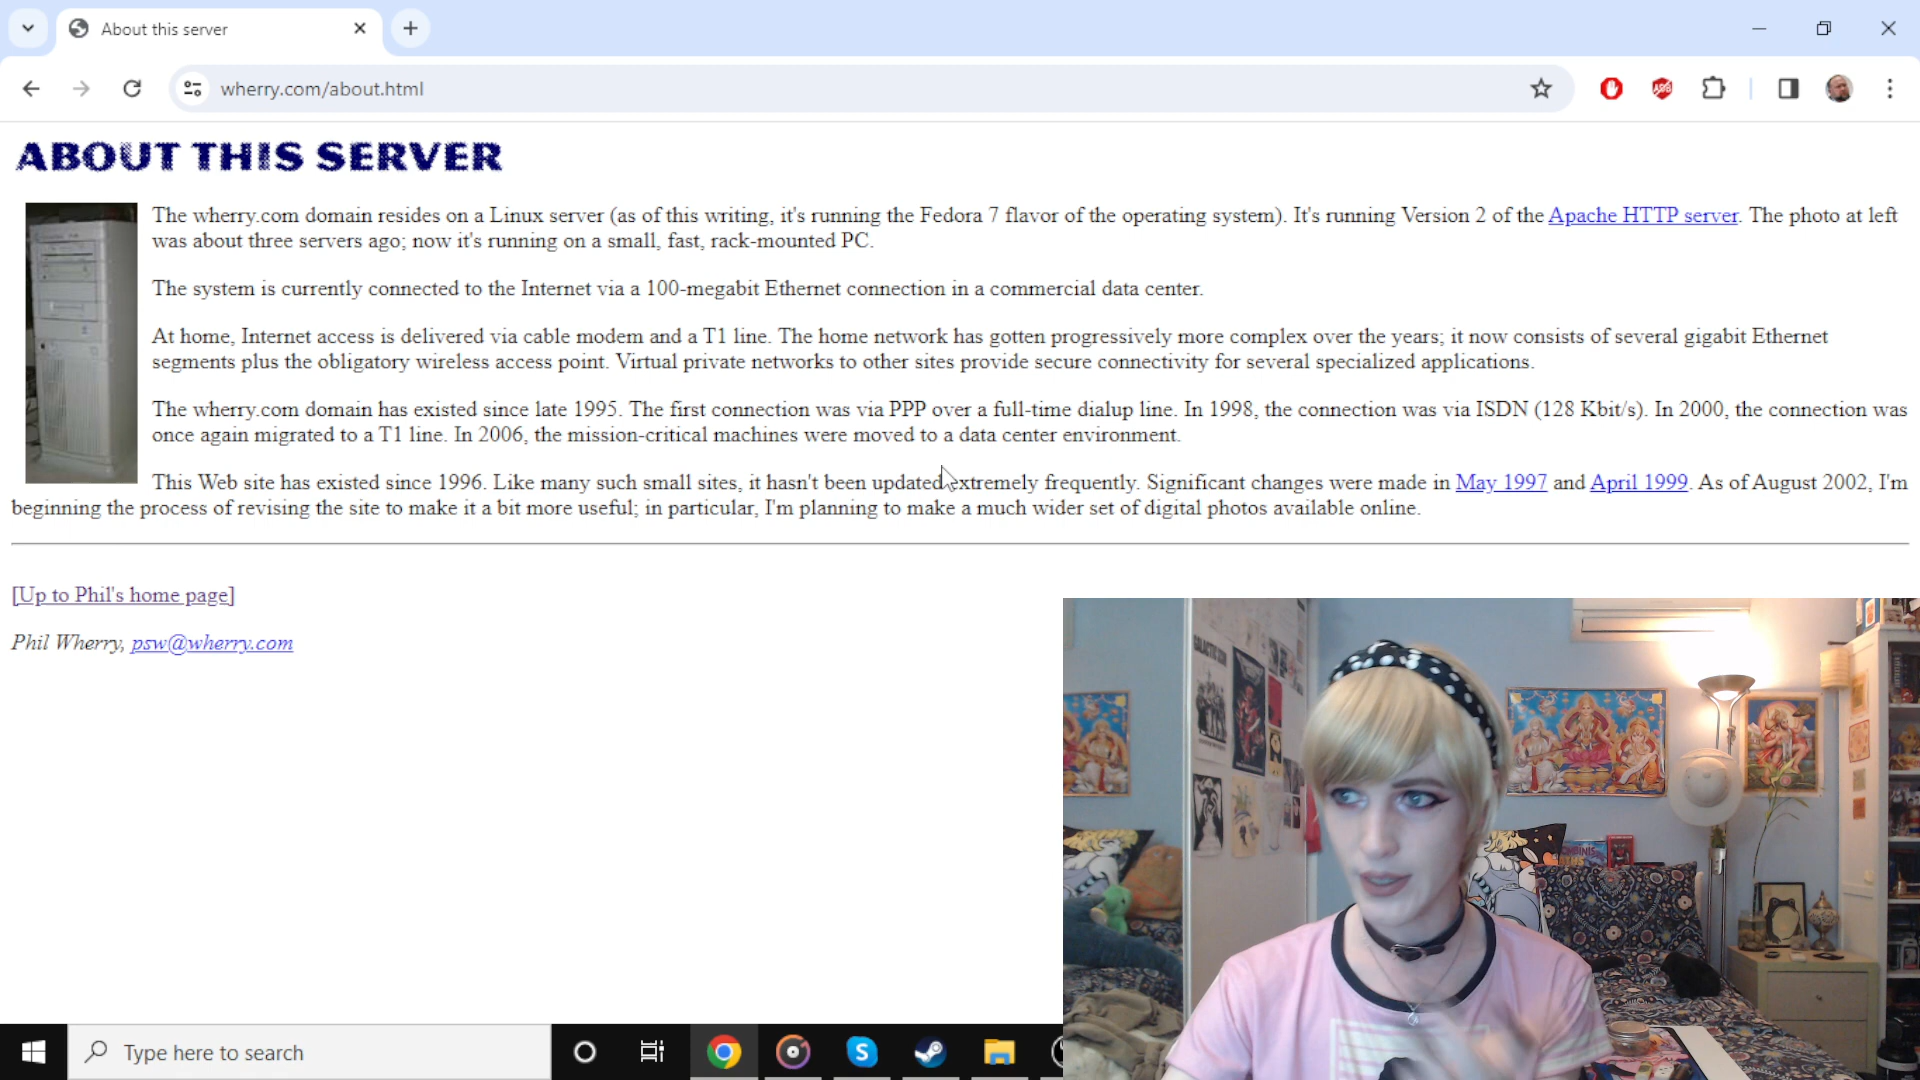 About this server
wherry.com/about.html
ABOUT THIS SERVER
The wherry.com domain resides on a Linux server (as of this writing, it's running the Fedora 7 flavor of the operating system). It's running Version 2 of the Apache HTTP server. The photo at left
was about three servers ago; now it's running on a small, fast, rack-mounted PC.
The system is currently connected to the Internet via a 100-megabit Ethernet connection in a commercial data center.
At home, Internet access is delivered via cable modem and a T1 line. The home network has gotten progressively more complex over the years; it now consists of several gigabit Ethernet
segments plus the obligatory wireless access point. Virtual private networks to other sites provide secure connectivity for several specialized applications.
The wherry.com domain has existed since late 1995. The first connection was via PPP over a full-time dialup line. In 1998, the connection was via ISDN (128 Kbit/s). In 2000, the connection was
once again migrated to a T1 line. In 2006, the mission-critical machines were moved to a data center environment.
This Web site has existed since 1996. Like many such small sites, it hasn't been updated extremely frequently. Significant changes were made in May 1997 and April 1999. As of August 2002, I'm
beginning the process of revising the site to make it a bit more useful; in particular, I'm planning to make a much wider set of digital photos available online.
[Up to Phil's home page]
Phil Wherry, psw@wherry.com
Type here to search